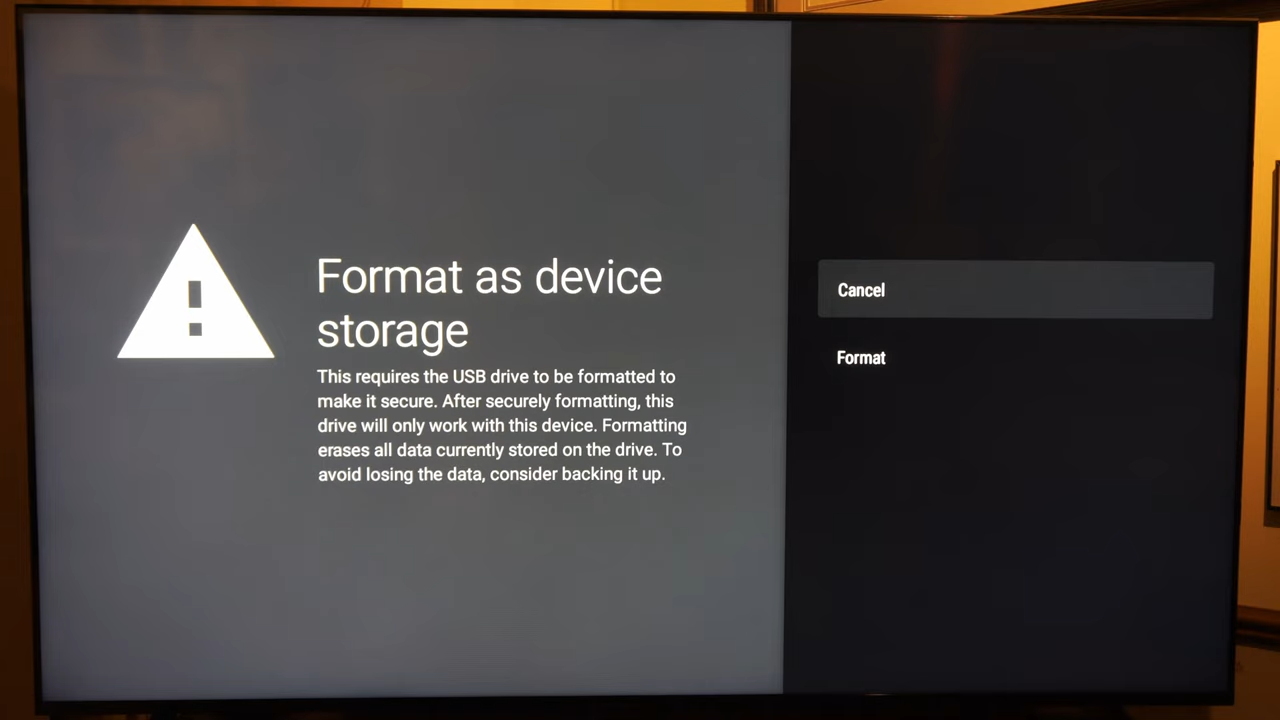 Format as device
storage
This requires the USB drive to be formatted to
make it secure. After securely formatting, this
drive will only work with this device. Formatting
erases all data currently stored on the drive. To
avoid losing the data, consider backing it up.
Cancel
Format